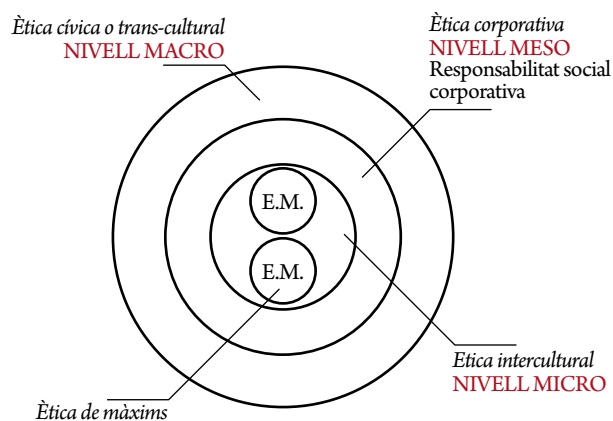 Ètica cívica o trans-cultural
NIVELL MACRO
Ètica corporativa
NIVELL MESO
Responsabilitat social
corporativa
E.M.
E.M.
Etica intercultural
NIVELL MICRO
Ètica de màxims